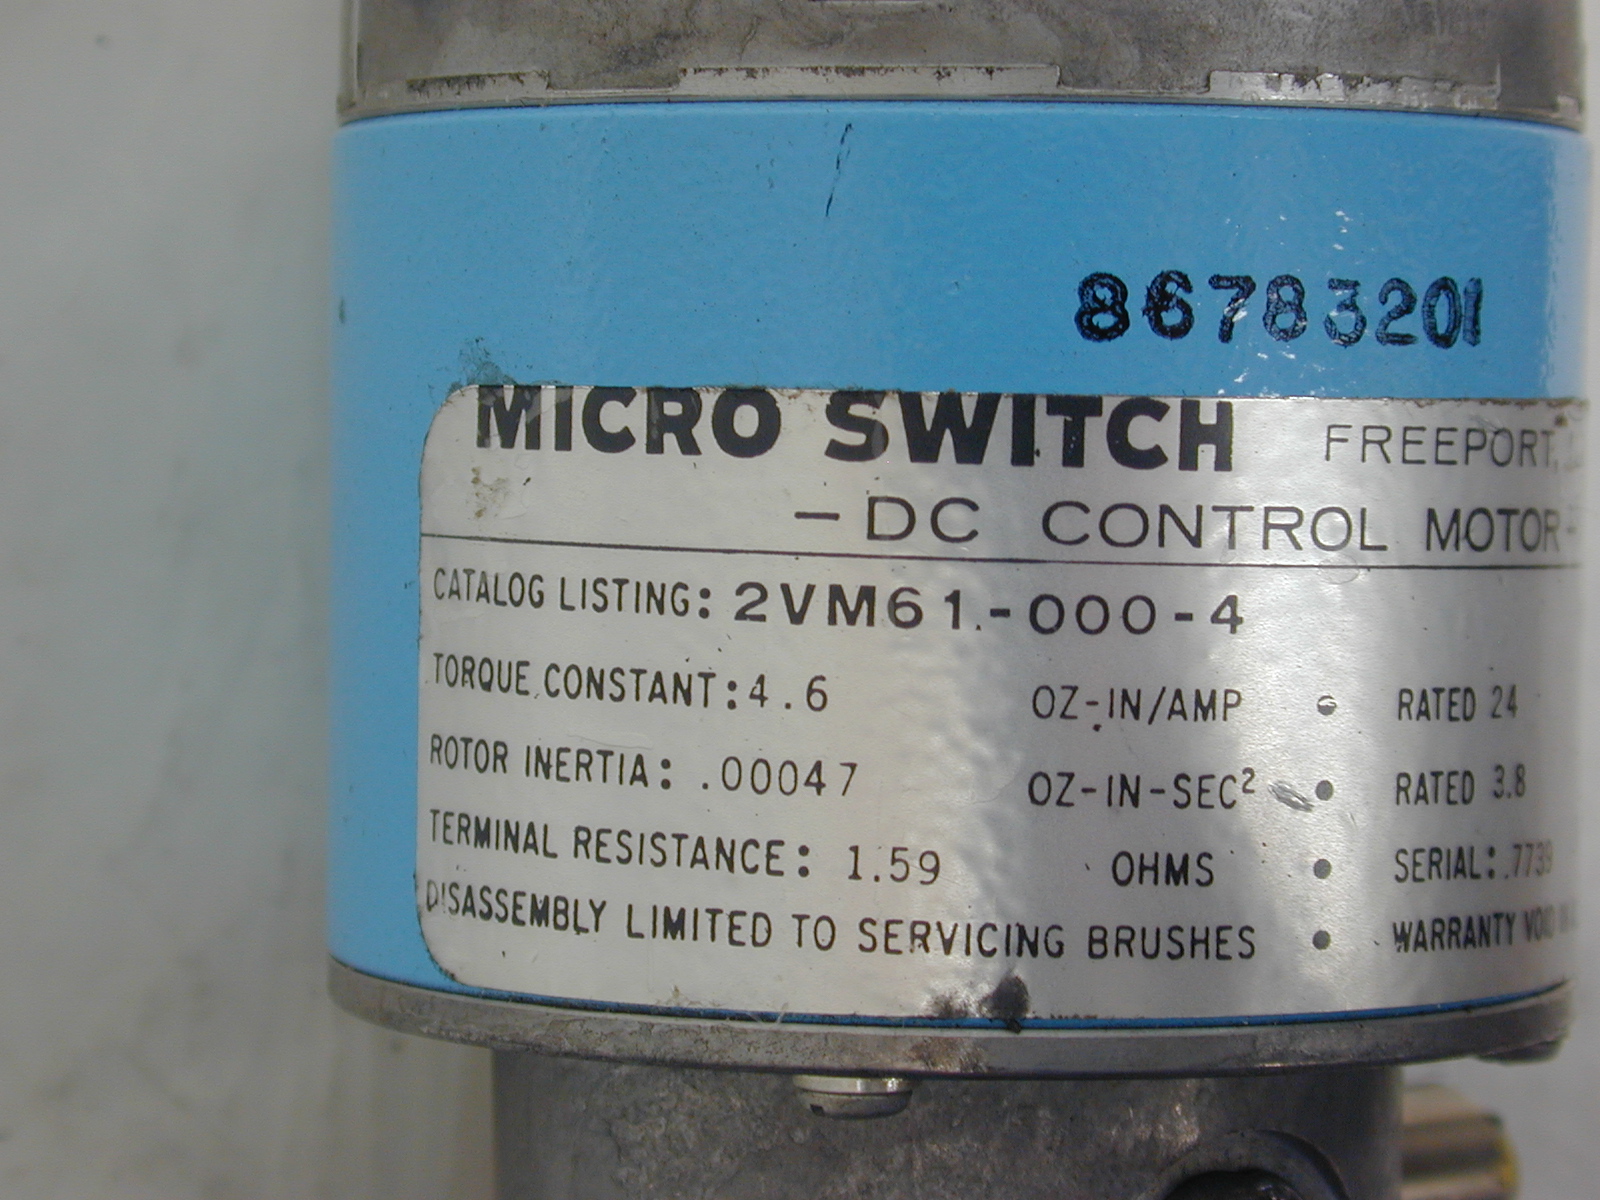 86783201
MICRO SWITCH FREEPORT,
-DC CONTROL MOTOR-
CATALOG LISTING: 2VM61-000-4
TORQUE CONSTANT: 4.6 OZ-IN/AMP • RATED 24
ROTOR INERTIA: .00047 OZ-IN-SEC² • RATED 3.8
TERMINAL RESISTANCE: 1.59 OHMS • SERIAL: 7739
DISASSEMBLY LIMITED TO SERVICING BRUSHES • WARRANTY VOID